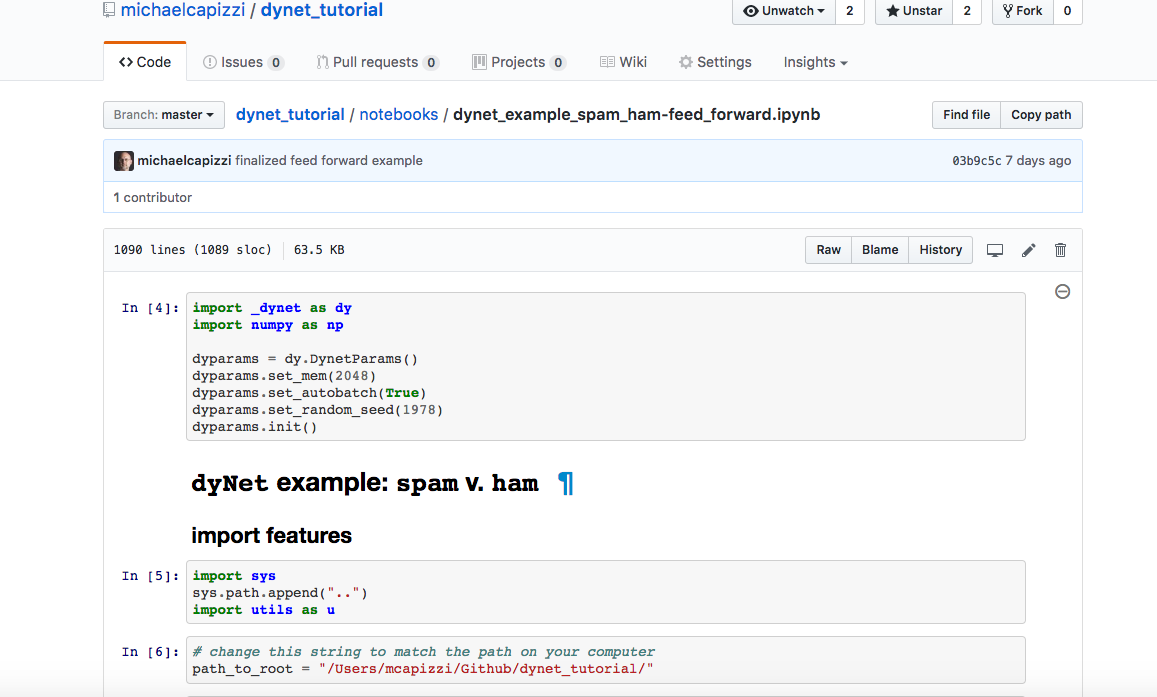 michaelcapizzi / dynet_tutorial
Unwatch 2 Unstar 2 Fork 0
Code Issues 0 Pull requests 0 Projects 0 Wiki Settings Insights
Branch: master dynet_tutorial / notebooks / dynet_example_spam_ham-feed_forward.ipynb Find file Copy path
michaelcapizzi finalized feed forward example 03b9c5c 7 days ago
1 contributor
1090 lines (1089 sloc) 63.5 KB Raw Blame History
In [4]: import _dynet as dy
import numpy as np
dyparams = dy.DynetParams()
dyparams.set_mem(2048)
dyparams.set_autobatch(True)
dyparams.set_random_seed(1978)
dyparams.init()
dyNet example: spam v. ham ¶
import features
In [5]: import sys
sys.path.append("..")
import utils as u
In [6]: # change this string to match the path on your computer
path_to_root = "/Users/mcapizzi/Github/dynet_tutorial/"